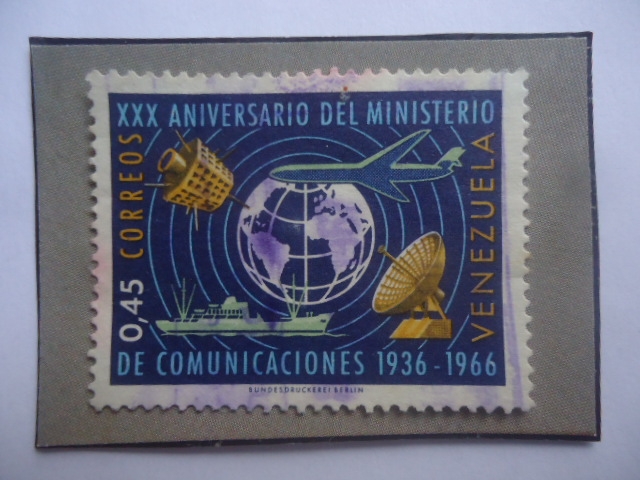 XXX ANIVERSARIO DEL MINISTERIO
0,45 CORREOS
VENEZUELA
DE COMUNICACIONES 1936-1966
BUNDESDRUCKEREI BERLIN